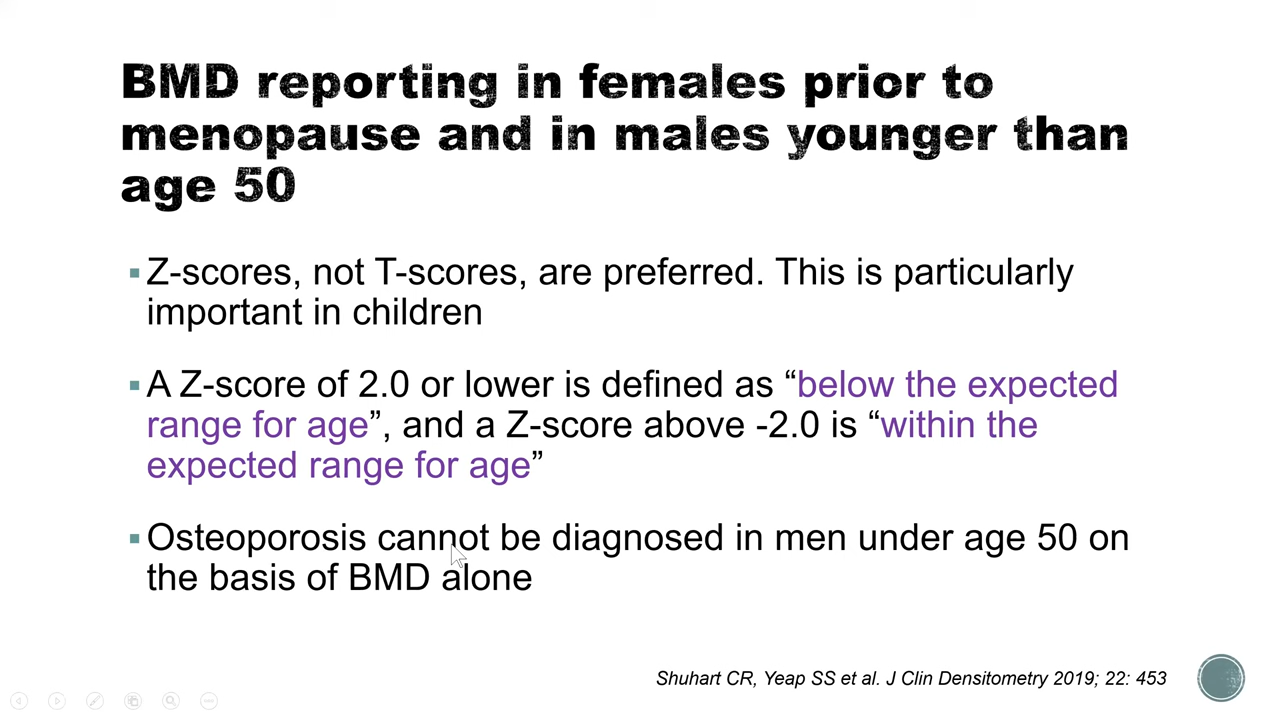 BMD reporting in females prior to
menopause and in males younger than
age 50
▪Z-scores, not T-scores, are preferred. This is particularly
important in children
▪A Z-score of 2.0 or lower is defined as “below the expected
range for age”, and a Z-score above -2.0 is “within the
expected range for age”
▪Osteoporosis cannot be diagnosed in men under age 50 on
the basis of BMD alone
Shuhart CR, Yeap SS et al. J Clin Densitometry 2019; 22: 453